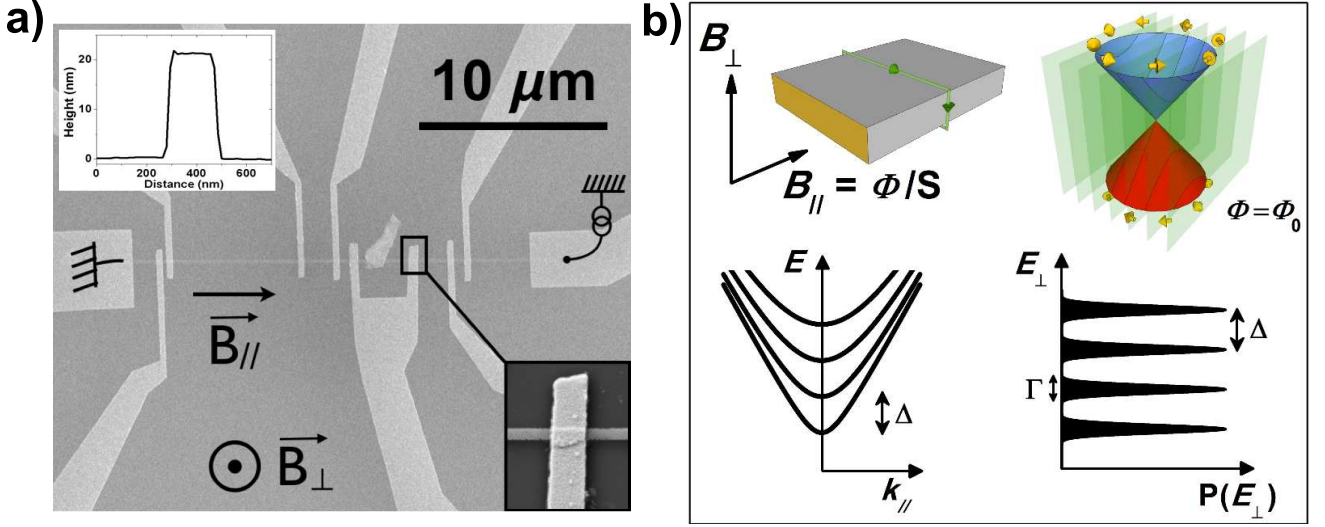 a)
20
10
0
Height (nm)
0 200 400 600
Distance (nm)
10 μm
B//
B⊥
b)
B⊥
B// = Φ/S
Φ=Φ0
E
Δ
k//
E⊥
Δ
Γ
P(E⊥)